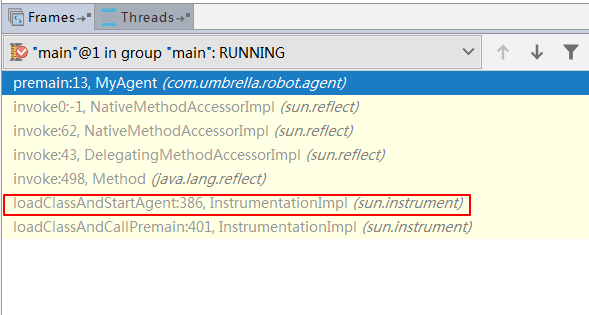 Frames Threads
"main"@1 in group "main": RUNNING
premain:13, MyAgent (com.umbrella.robot.agent)
invoke0:-1, NativeMethodAccessorImpl (sun.reflect)
invoke:62, NativeMethodAccessorImpl (sun.reflect)
invoke:43, DelegatingMethodAccessorImpl (sun.reflect)
invoke:498, Method (java.lang.reflect)
loadClassAndStartAgent:386, InstrumentationImpl (sun.instrument)
loadClassAndCallPremain:401, InstrumentationImpl (sun.instrument)